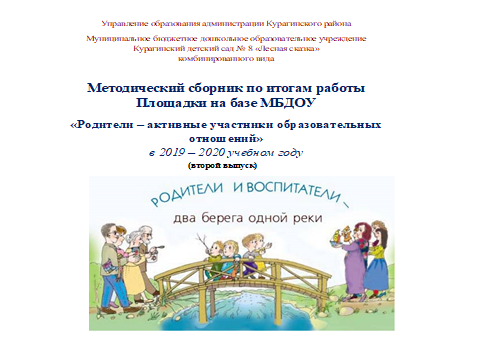 Управление образования администрации Курагинского района
Муниципальное бюджетное дошкольное образовательное учреждение
Курагинский детский сад № 8 «Лесная сказка»
комбинированного вида
Методический сборник по итогам работы
Площадки на базе МБДОУ
«Родители – активные участники образовательных
отношений»
в 2019 – 2020 учебном году
(второй выпуск)
РОДИТЕЛИ И ВОСПИТАТЕЛИ –
два берега одной реки